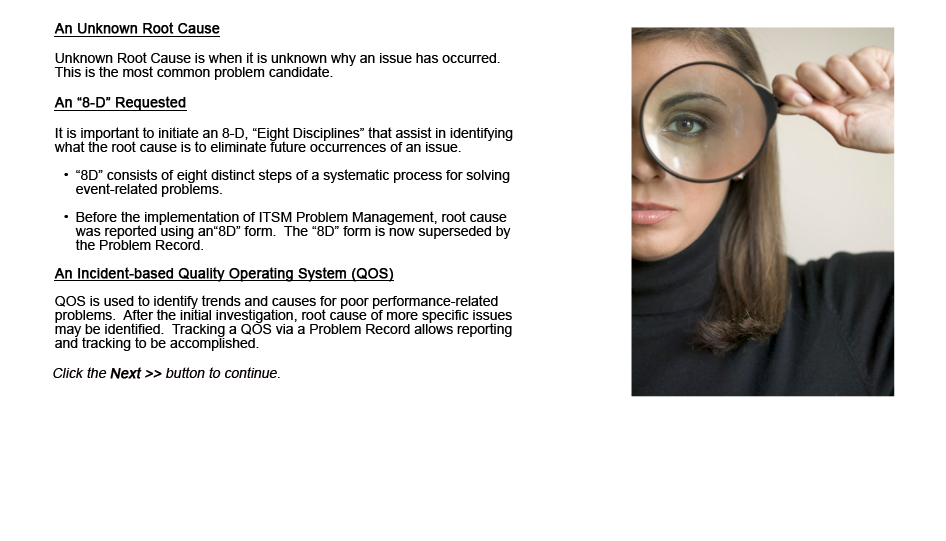 An Unknown Root Cause
Unknown Root Cause is when it is unknown why an issue has occurred.
This is the most common problem candidate.
An “8-D” Requested
It is important to initiate an 8-D, “Eight Disciplines” that assist in identifying
what the root cause is to eliminate future occurrences of an issue.
• “8D” consists of eight distinct steps of a systematic process for solving
event-related problems.
• Before the implementation of ITSM Problem Management, root cause
was reported using an“8D” form.  The “8D” form is now superseded by
the Problem Record.
An Incident-based Quality Operating System (QOS)
QOS is used to identify trends and causes for poor performance-related
problems.  After the initial investigation, root cause of more specific issues
may be identified.  Tracking a QOS via a Problem Record allows reporting
and tracking to be accomplished.
Click the Next >> button to continue.